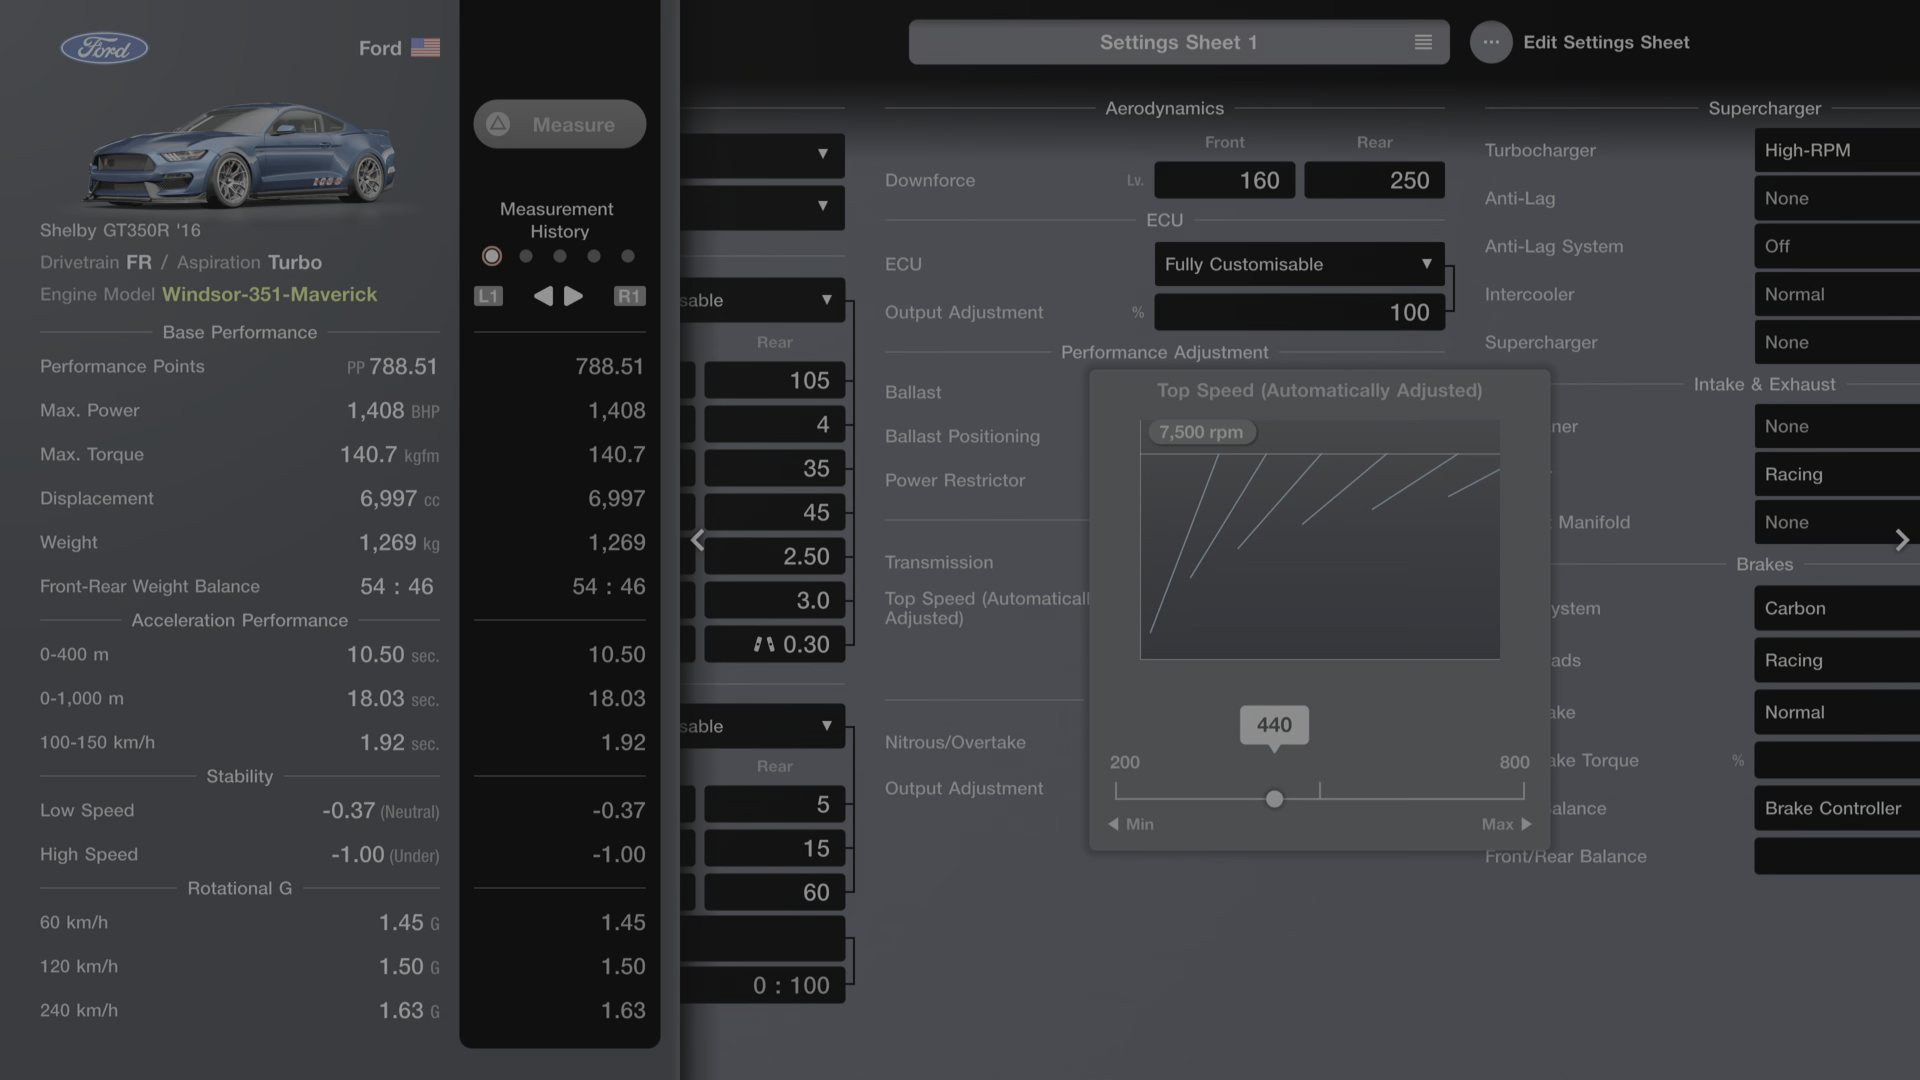 Ford
Ford
Shelby GT350R '16
Drivetrain FR / Aspiration Turbo
Engine Model Windsor-351-Maverick
Base Performance
Performance Points PP 788.51
Max. Power 1,408 BHP
Max. Torque 140.7 kgfm
Displacement 6,997 cc
Weight 1,269 kg
Front-Rear Weight Balance 54 : 46
Acceleration Performance
0-400 m 10.50 sec.
0-1,000 m 18.03 sec.
100-150 km/h 1.92 sec.
Stability
Low Speed -0.37 (Neutral)
High Speed -1.00 (Under)
Rotational G
60 km/h 1.45 G
120 km/h 1.50 G
240 km/h 1.63 G
Measure
Measurement
History
L1 R1
788.51
1,408
140.7
6,997
1,269
54 : 46
10.50
18.03
1.92
-0.37
-1.00
1.45
1.50
1.63
sable
Rear
105
4
35
45
2.50
3.0
0.30
sable
Rear
5
15
60
0 : 100
Settings Sheet 1
Edit Settings Sheet
Aerodynamics
Front Rear
Downforce Lv. 160 250
ECU
ECU Fully Customisable
Output Adjustment % 100
Performance Adjustment
Ballast
Ballast Positioning
Power Restrictor
Transmission
Top Speed (Automaticall
Adjusted)
Nitrous/Overtake
Output Adjustment
Top Speed (Automatically Adjusted)
7,500 rpm
440
200 800
Min Max
Supercharger
Turbocharger High-RPM
Anti-Lag None
Anti-Lag System Off
Intercooler Normal
Supercharger None
Intake & Exhaust
ner None
Racing
Manifold None
Brakes
ystem Carbon
ads Racing
ake Normal
ake Torque %
alance Brake Controller
Front/Rear Balance